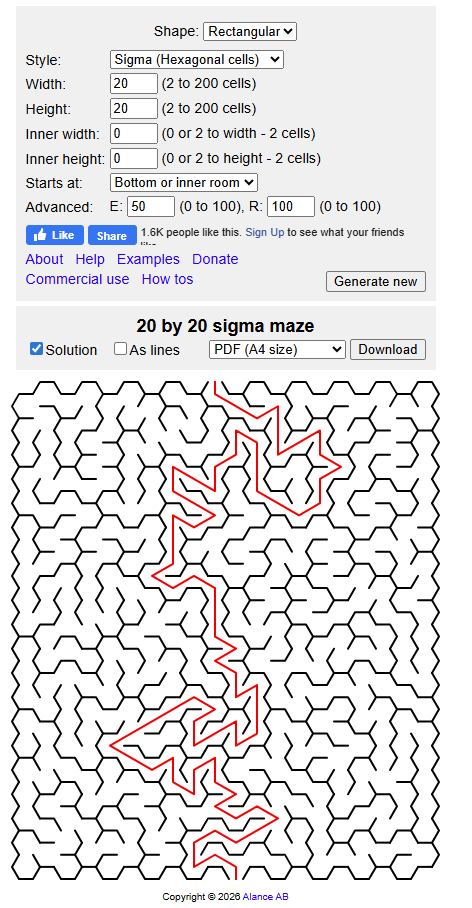 Shape: Rectangular
Style: Sigma (Hexagonal cells)
Width: 20 (2 to 200 cells)
Height: 20 (2 to 200 cells)
Inner width: 0 (0 or 2 to width - 2 cells)
Inner height: 0 (0 or 2 to height - 2 cells)
Starts at: Bottom or inner room
Advanced: E: 50 (0 to 100), R: 100 (0 to 100)
Like Share 1.6K people like this. Sign Up to see what your friends
like.
About Help Examples Donate
Commercial use How tos Generate new
20 by 20 sigma maze
Solution As lines PDF (A4 size) Download
Copyright © 2026 Alance AB